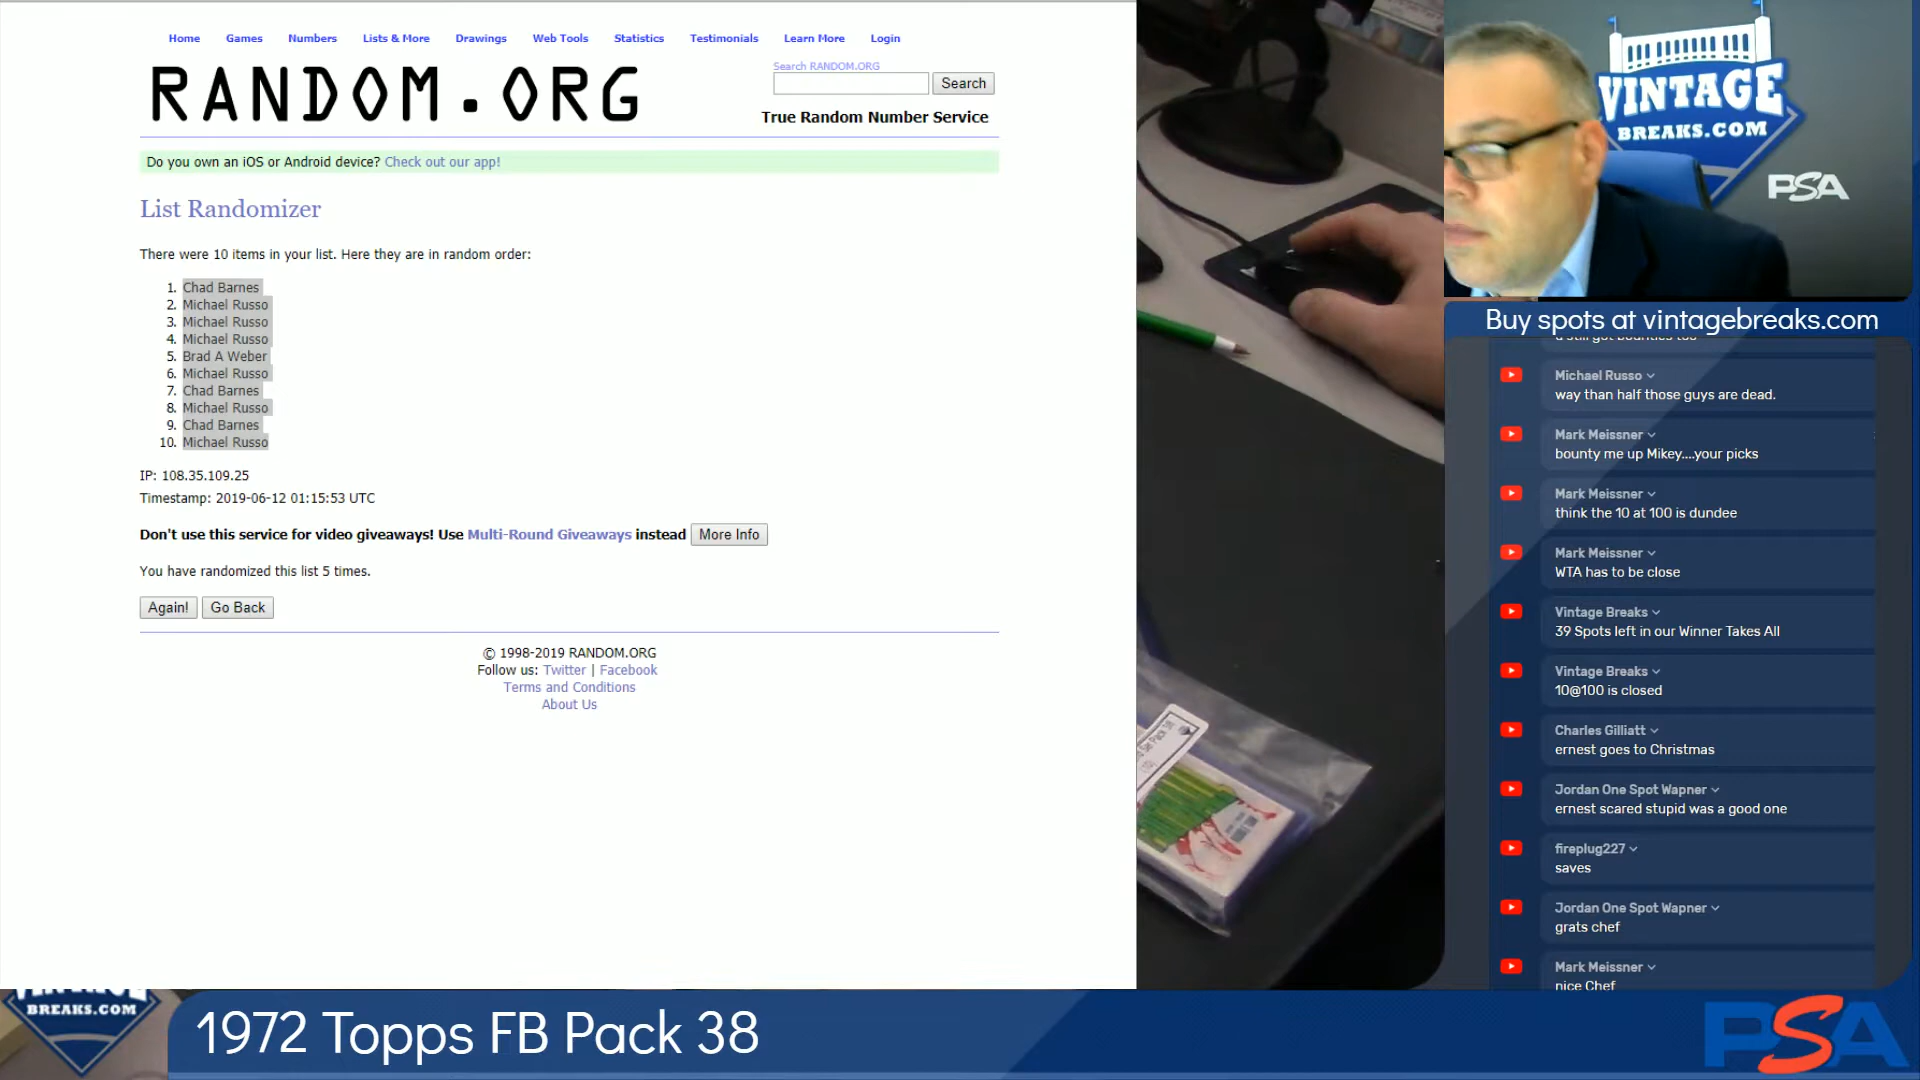 Home Games Numbers Lists & More Drawings Web Tools Statistics Testimonials Learn More Login
RANDOM.ORG
Search RANDOM.ORG
Search
True Random Number Service
Do you own an iOS or Android device? Check out our app!
List Randomizer
There were 10 items in your list. Here they are in random order:
1. Chad Barnes
2. Michael Russo
3. Michael Russo
4. Michael Russo
5. Brad A Weber
6. Michael Russo
7. Chad Barnes
8. Michael Russo
9. Chad Barnes
10. Michael Russo
IP: 108.35.109.25
Timestamp: 2019-06-12 01:15:53 UTC
Don't use this service for video giveaways! Use Multi-Round Giveaways instead More Info
You have randomized this list 5 times.
Again! Go Back
© 1998-2019 RANDOM.ORG
Follow us: Twitter | Facebook
Terms and Conditions
About Us
VINTAGE
BREAKS.COM
PSA
Buy spots at vintagebreaks.com
Michael Russo
way than half those guys are dead.
Mark Meissner
bounty me up Mikey....your picks
Mark Meissner
think the 10 at 100 is dundee
Mark Meissner
WTA has to be close
Vintage Breaks
39 Spots left in our Winner Takes All
Vintage Breaks
10@100 is closed
Charles Gilliatt
ernest goes to Christmas
Jordan One Spot Wapner
ernest scared stupid was a good one
fireplug227
saves
Jordan One Spot Wapner
grats chef
Mark Meissner
nice Chef
VINTAGE
BREAKS.COM
1972 Topps FB Pack 38
PSA